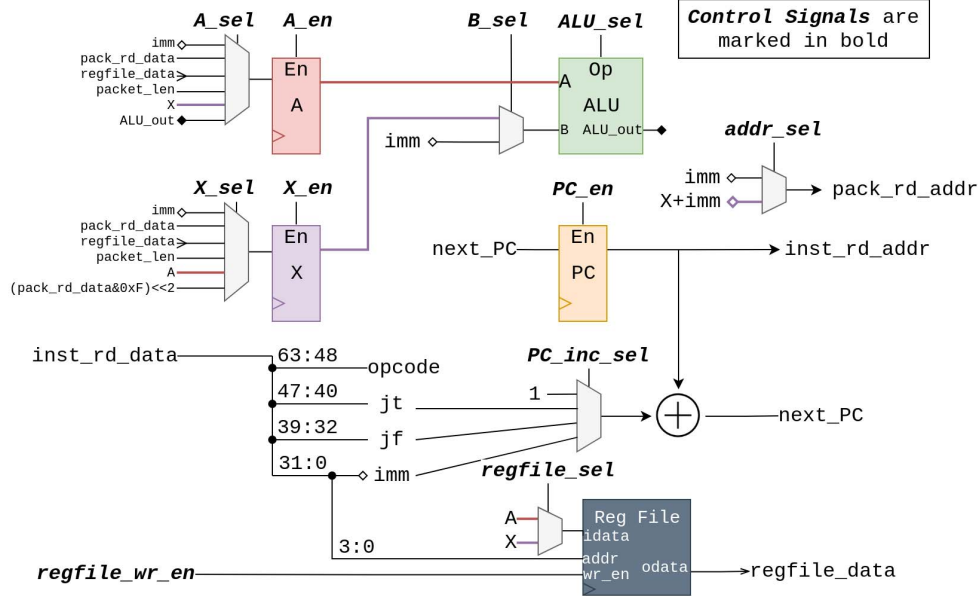 A_sel
A_en
B_sel
ALU_sel
Control Signals are
marked in bold
imm
pack_rd_data
regfile_data
packet_len
X
ALU_out
En
A
imm
A
Op
ALU
B
ALU_out
addr_sel
imm
X+imm
pack_rd_addr
X_sel
X_en
PC_en
imm
pack_rd_data
regfile_data
packet_len
A
(pack_rd_data&0xF)<<2
En
X
next_PC
En
PC
inst_rd_addr
inst_rd_data
63:48
opcode
47:40
jt
39:32
jf
31:0
imm
PC_inc_sel
1
next_PC
regfile_sel
A
X
3:0
regfile_wr_en
Reg File
idata
addr
wr_en
odata
regfile_data